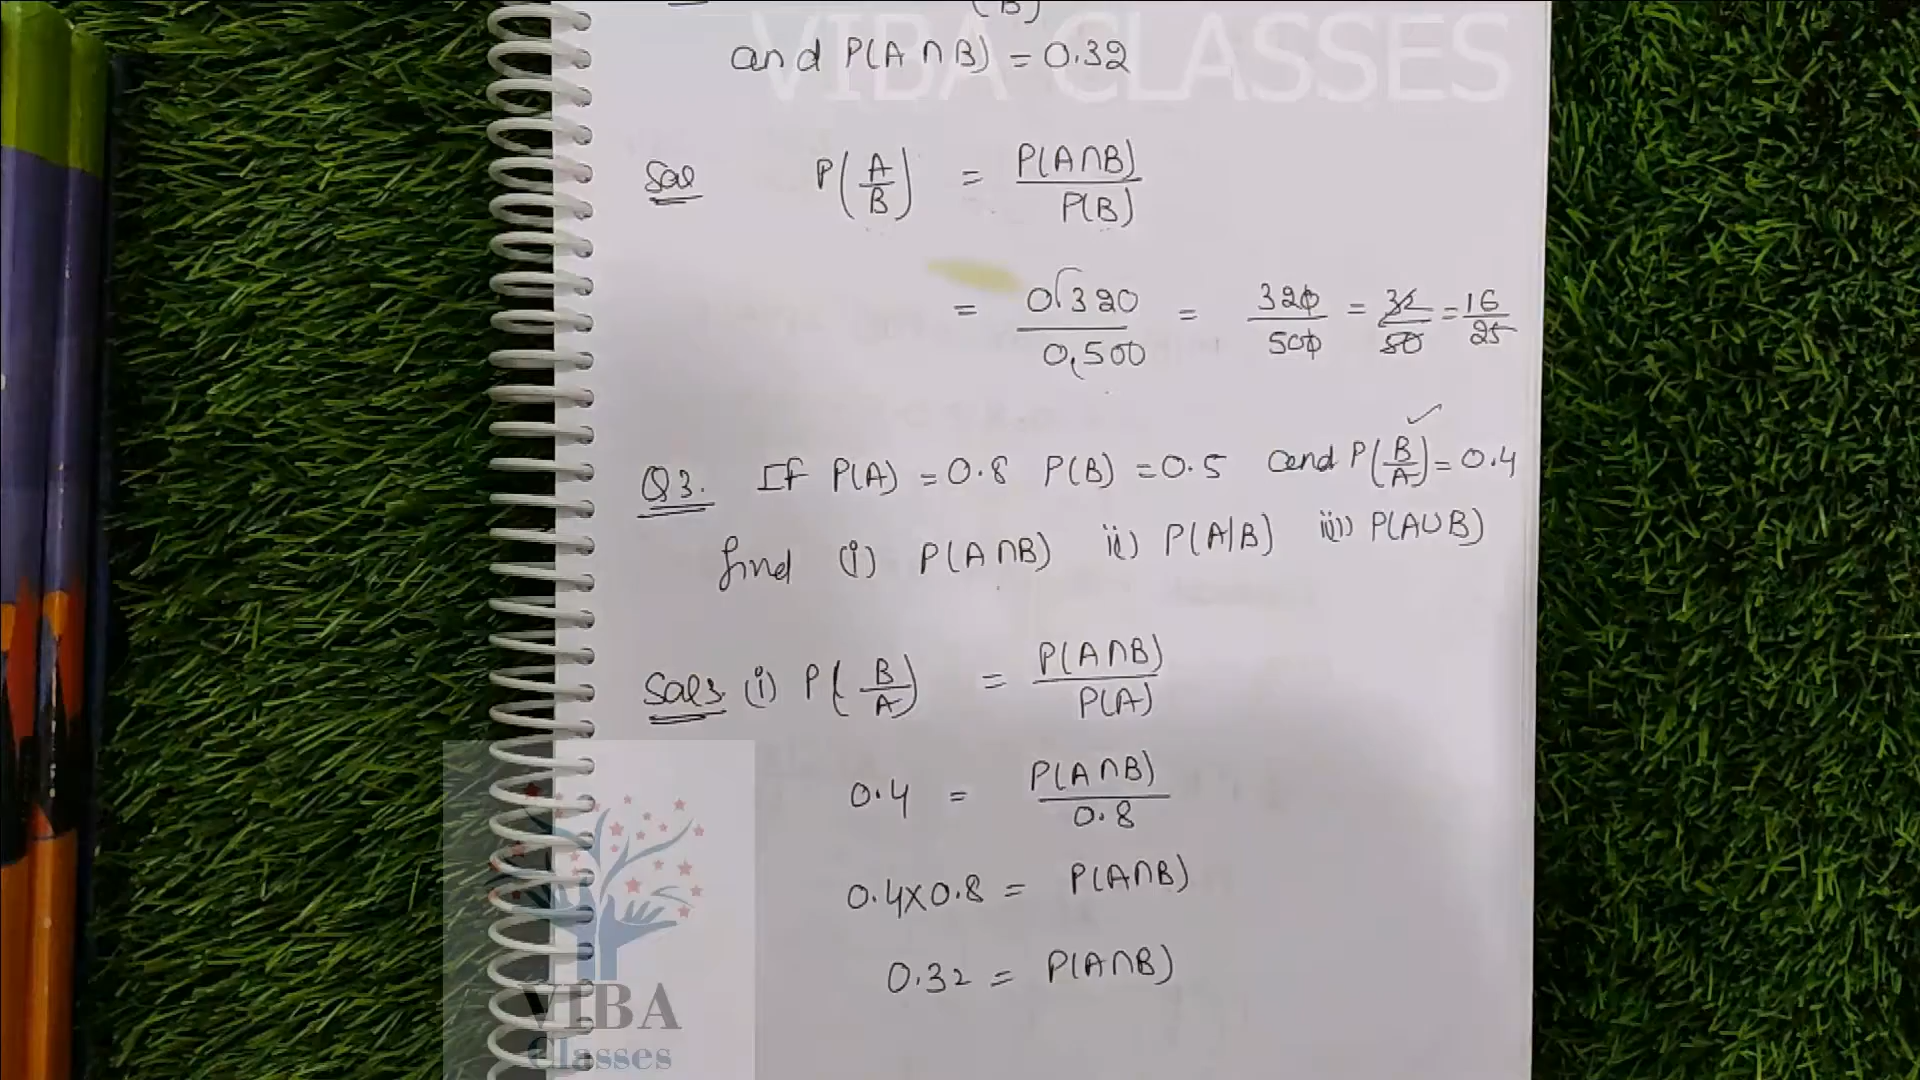 (B)
and P(A ∩ B) = 0.32
VIBA CLASSES
Sol P(A/B) = P(A∩B)/P(B)
= 0.320/0.500 = 320/500 = 32/50 = 16/25
Q3. If P(A) = 0.8 P(B) = 0.5 and P(B/A) = 0.4
find (i) P(A∩B) ii) P(A|B) iii) P(A∪B)
Sol3. (i) P(B/A) = P(A∩B)/P(A)
0.4 = P(A∩B)/0.8
0.4×0.8 = P(A∩B)
0.32 = P(A∩B)
VIBA
Classes